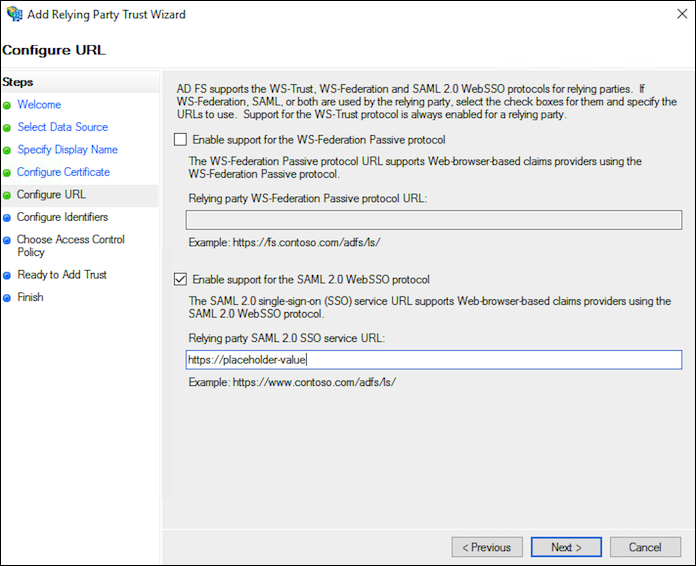 Add Relying Party Trust Wizard
Configure URL
Steps
Welcome
Select Data Source
Specify Display Name
Configure Certificate
Configure URL
Configure Identifiers
Choose Access Control
Policy
Ready to Add Trust
Finish
AD FS supports the WS-Trust, WS-Federation and SAML 2.0 WebSSO protocols for relying parties.  If
WS-Federation, SAML, or both are used by the relying party, select the check boxes for them and specify the
URLs to use.  Support for the WS-Trust protocol is always enabled for a relying party.
Enable support for the WS-Federation Passive protocol
The WS-Federation Passive protocol URL supports Web-browser-based claims providers using the
WS-Federation Passive protocol.
Relying party WS-Federation Passive protocol URL:
Example: https://fs.contoso.com/adfs/ls/
Enable support for the SAML 2.0 WebSSO protocol
The SAML 2.0 single-sign-on (SSO) service URL supports Web-browser-based claims providers using the
SAML 2.0 WebSSO protocol.
Relying party SAML 2.0 SSO service URL:
https://placeholder-value
Example: https://www.contoso.com/adfs/ls/
< Previous
Next >
Cancel